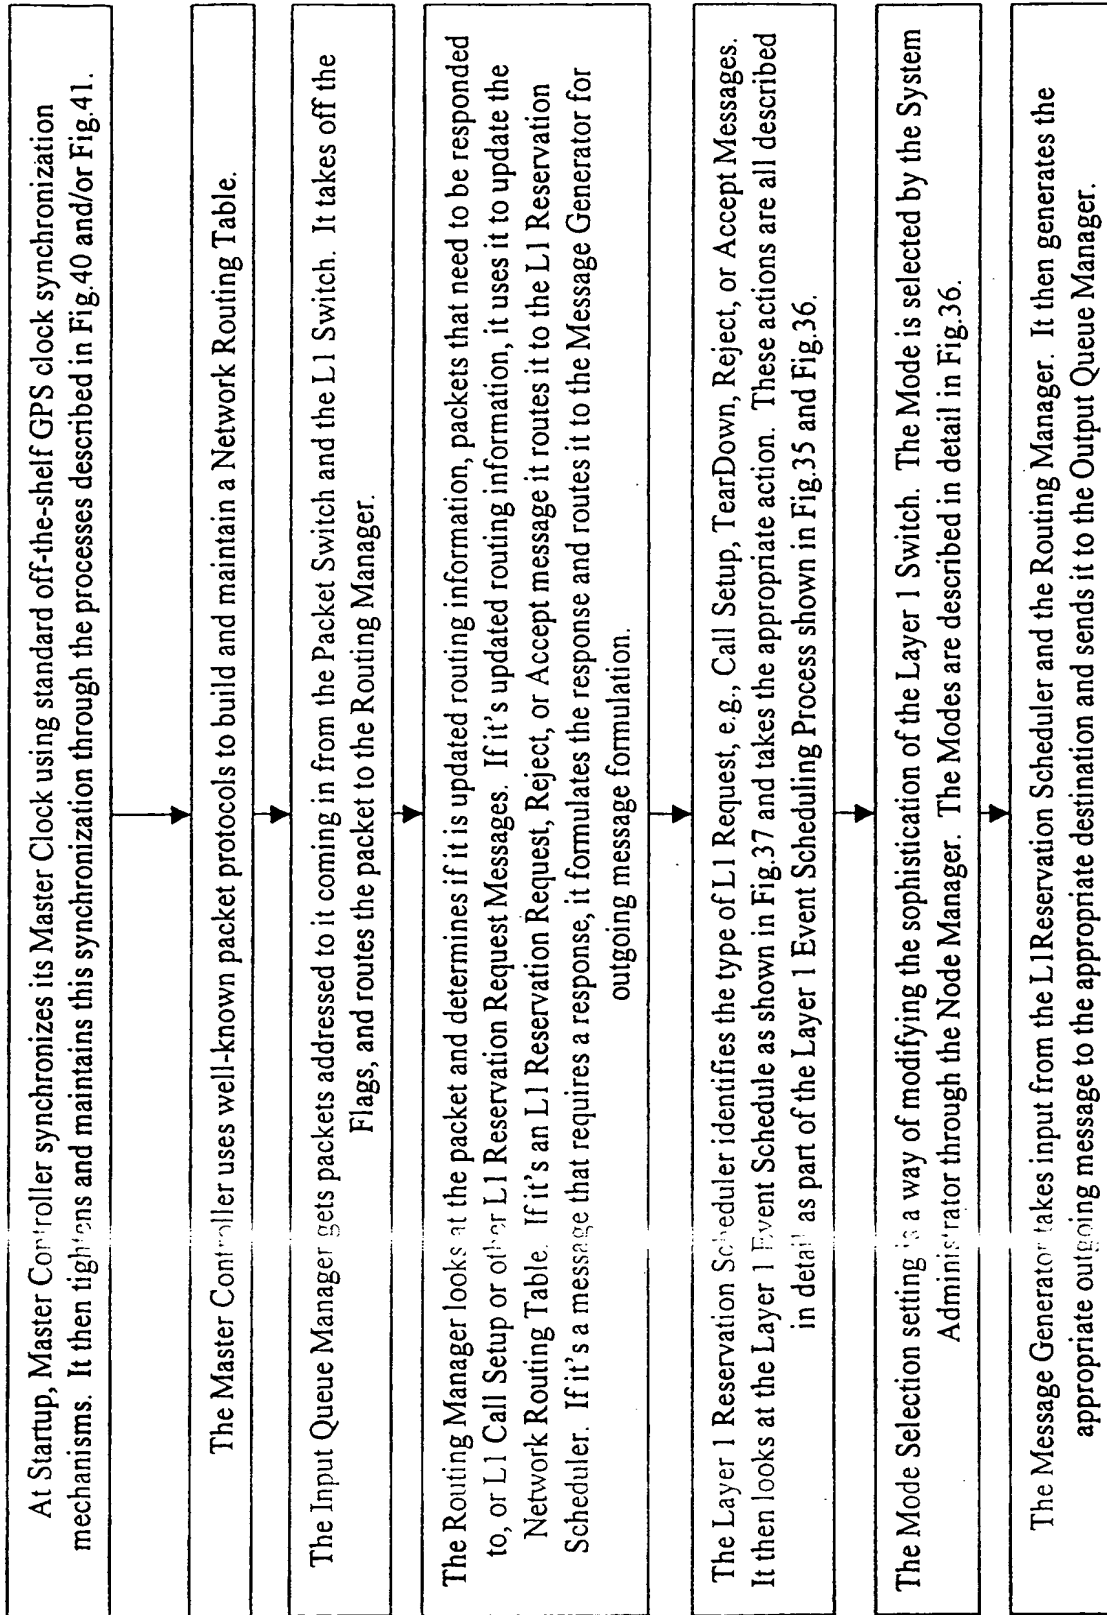 At Startup, Master Controller synchronizes its Master Clock using standard off-the-shelf GPS clock synchronization
mechanisms. It then tightens and maintains this synchronization through the processes described in Fig.40 and/or Fig.41.
The Master Controller uses well-known packet protocols to build and maintain a Network Routing Table.
The Input Queue Manager gets packets addressed to it coming in from the Packet Switch and the L1 Switch. It takes off the
Flags, and routes the packet to the Routing Manager.
The Routing Manager looks at the packet and determines if it is updated routing information, packets that need to be responded
to, or L1 Call Setup or other L1 Reservation Request Messages. If it's updated routing information, it uses it to update the
Network Routing Table. If it's an L1 Reservation Request, Reject, or Accept message it routes it to the L1 Reservation
Scheduler. If it's a message that requires a response, it formulates the response and routes it to the Message Generator for
outgoing message formulation.
The Layer 1 Reservation Scheduler identifies the type of L1 Request, e.g., Call Setup, TearDown, Reject, or Accept Messages.
It then looks at the Layer 1 Event Schedule as shown in Fig.37 and takes the appropriate action. These actions are all described
in detail as part of the Layer 1 Event Scheduling Process shown in Fig.35 and Fig.36.
The Mode Selection setting is a way of modifying the sophistication of the Layer 1 Switch. The Mode is selected by the System
Administrator through the Node Manager. The Modes are described in detail in Fig.36.
The Message Generator takes input from the L1Reservation Scheduler and the Routing Manager. It then generates the
appropriate outgoing message to the appropriate destination and sends it to the Output Queue Manager.